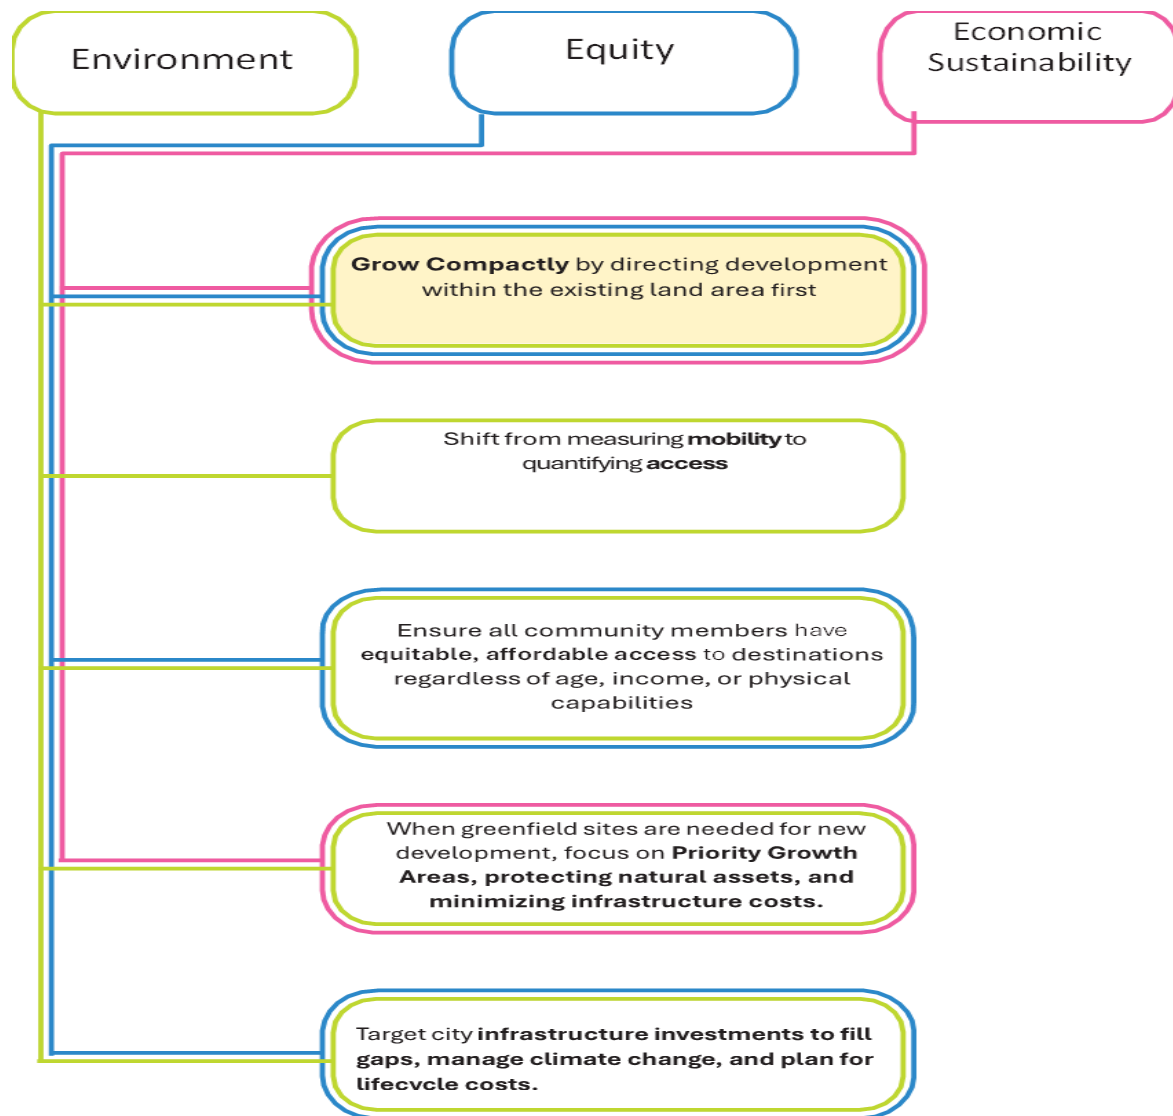 Environment
Equity
Economic
Sustainability
Grow Compactly by directing development
within the existing land area first
Shift from measuring mobility to
quantifying access
Ensure all community members have
equitable, affordable access to destinations
regardless of age, income, or physical
capabilities
When greenfield sites are needed for new
development, focus on Priority Growth
Areas, protecting natural assets, and
minimizing infrastructure costs.
Target city infrastructure investments to fill
gaps, manage climate change, and plan for
lifecycle costs.